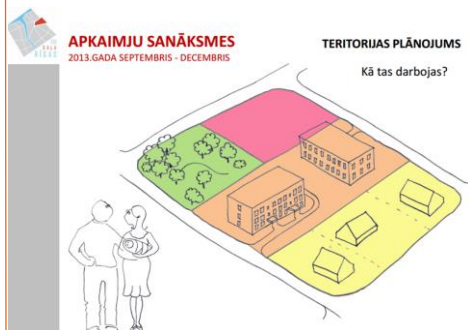 APKAIMJU SANĀKSMES
2013.GADA SEPTEMBRIS - DECEMBRIS
TERITORIJAS PLĀNOJUMS
Kā tas darbojas?